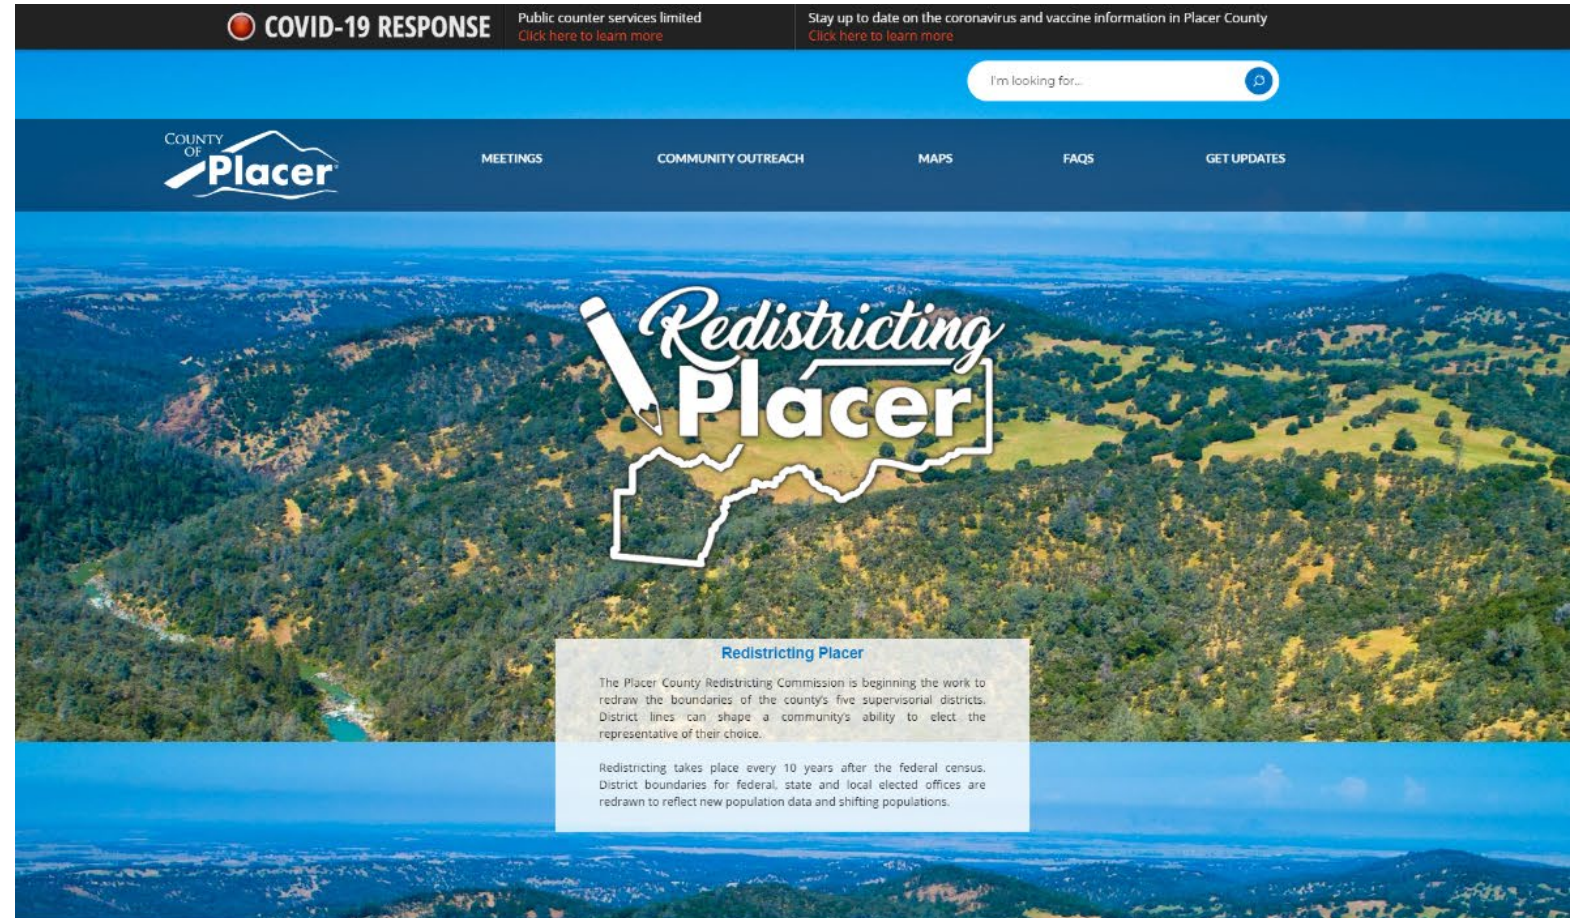 COVID-19 RESPONSE
Public counter services limited
Click here to learn more
Stay up to date on the coronavirus and vaccine information in Placer County
Click here to learn more
I'm looking for...
COUNTY
OF
Placer
MEETINGS
COMMUNITY OUTREACH
MAPS
FAQS
GET UPDATES
Redistricting
Placer
Redistricting Placer
The Placer County Redistricting Commission is beginning the work to
redraw the boundaries of the county's five supervisorial districts.
District lines can shape a community's ability to elect the
representative of their choice.
Redistricting takes place every 10 years after the federal census.
District boundaries for federal, state and local elected offices are
redrawn to reflect new population data and shifting populations.